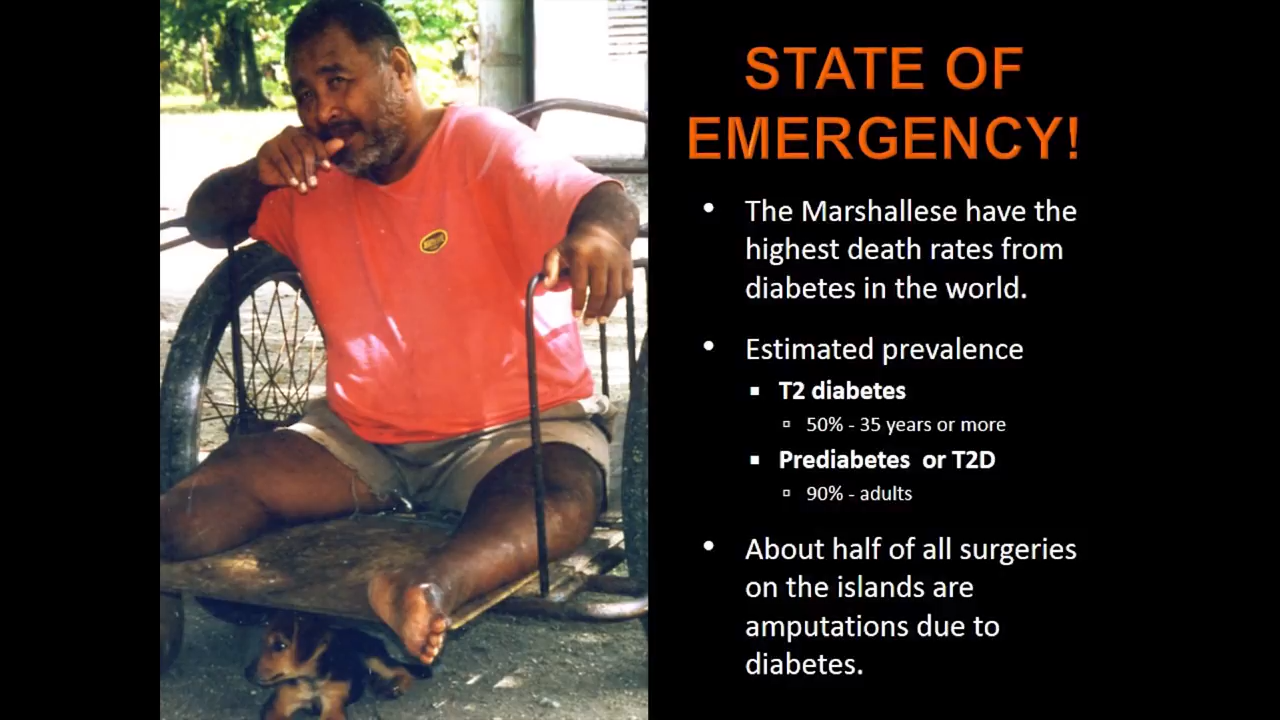 STATE OF
EMERGENCY!
• The Marshallese have the
highest death rates from
diabetes in the world.
• Estimated prevalence
▪ T2 diabetes
▫ 50% - 35 years or more
▪ Prediabetes or T2D
▫ 90% - adults
• About half of all surgeries
on the islands are
amputations due to
diabetes.